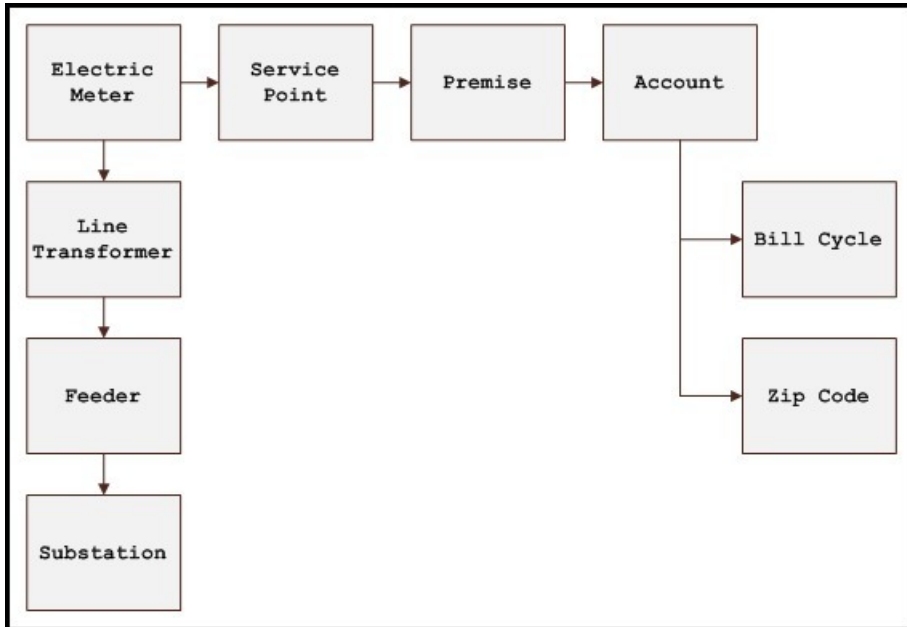 Electric
Meter
Service
Point
Premise
Account
Line
Transformer
Bill Cycle
Feeder
Zip Code
Substation